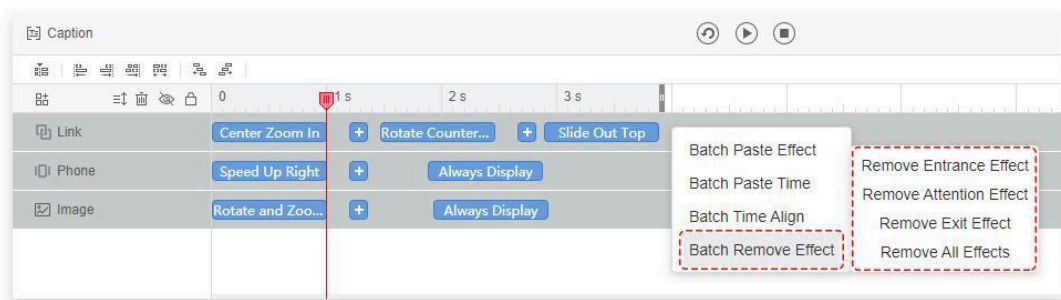 Caption
0
1 s
2 s
3 s
Link
Center Zoom In
Rotate Counter...
Slide Out Top
Phone
Speed Up Right
Always Display
Image
Rotate and Zoo...
Always Display
Batch Paste Effect
Batch Paste Time
Batch Time Align
Batch Remove Effect
Remove Entrance Effect
Remove Attention Effect
Remove Exit Effect
Remove All Effects